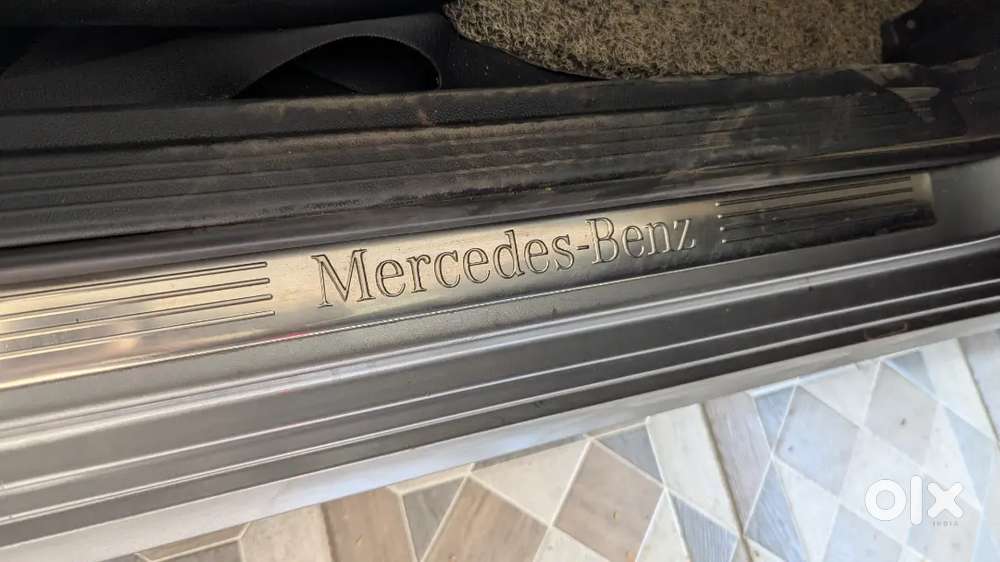 Mercedes-Benz
olx
INDIA